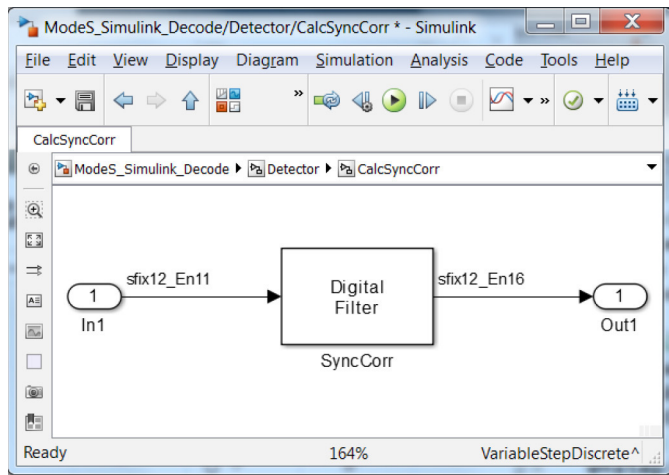 ModeS_Simulink_Decode/Detector/CalcSyncCorr * - Simulink
File Edit View Display Diagram Simulation Analysis Code Tools Help
CalcSyncCorr
ModeS_Simulink_Decode Detector CalcSyncCorr
sfix12_En11
sfix12_En16
1
Digital
Filter
1
In1
Out1
SyncCorr
Ready 164% VariableStepDiscrete^